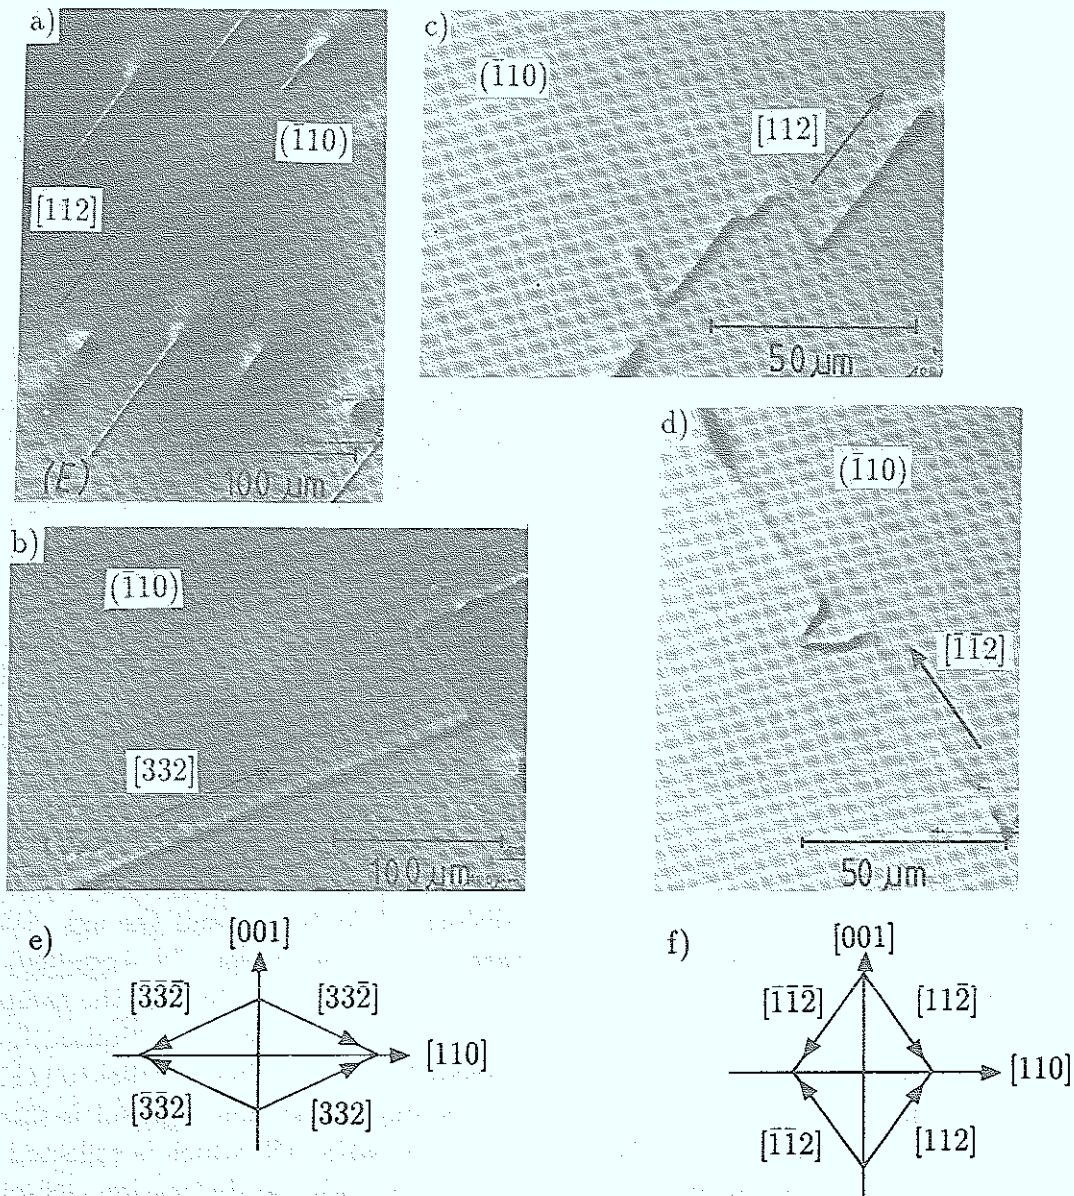 a)
(1̄10)
[112]
(E)
100 µm
b)
(1̄10)
[332]
100 µm
c)
(1̄10)
[112]
50 µm
d)
(1̄10)
[1̄1̄2]
50 µm
e)
[001]
[3̄3̄2̄]
[332̄]
[110]
[3̄3̄2]
[332]
f)
[001]
[1̄1̄2̄]
[112̄]
[110]
[1̄1̄2]
[112]